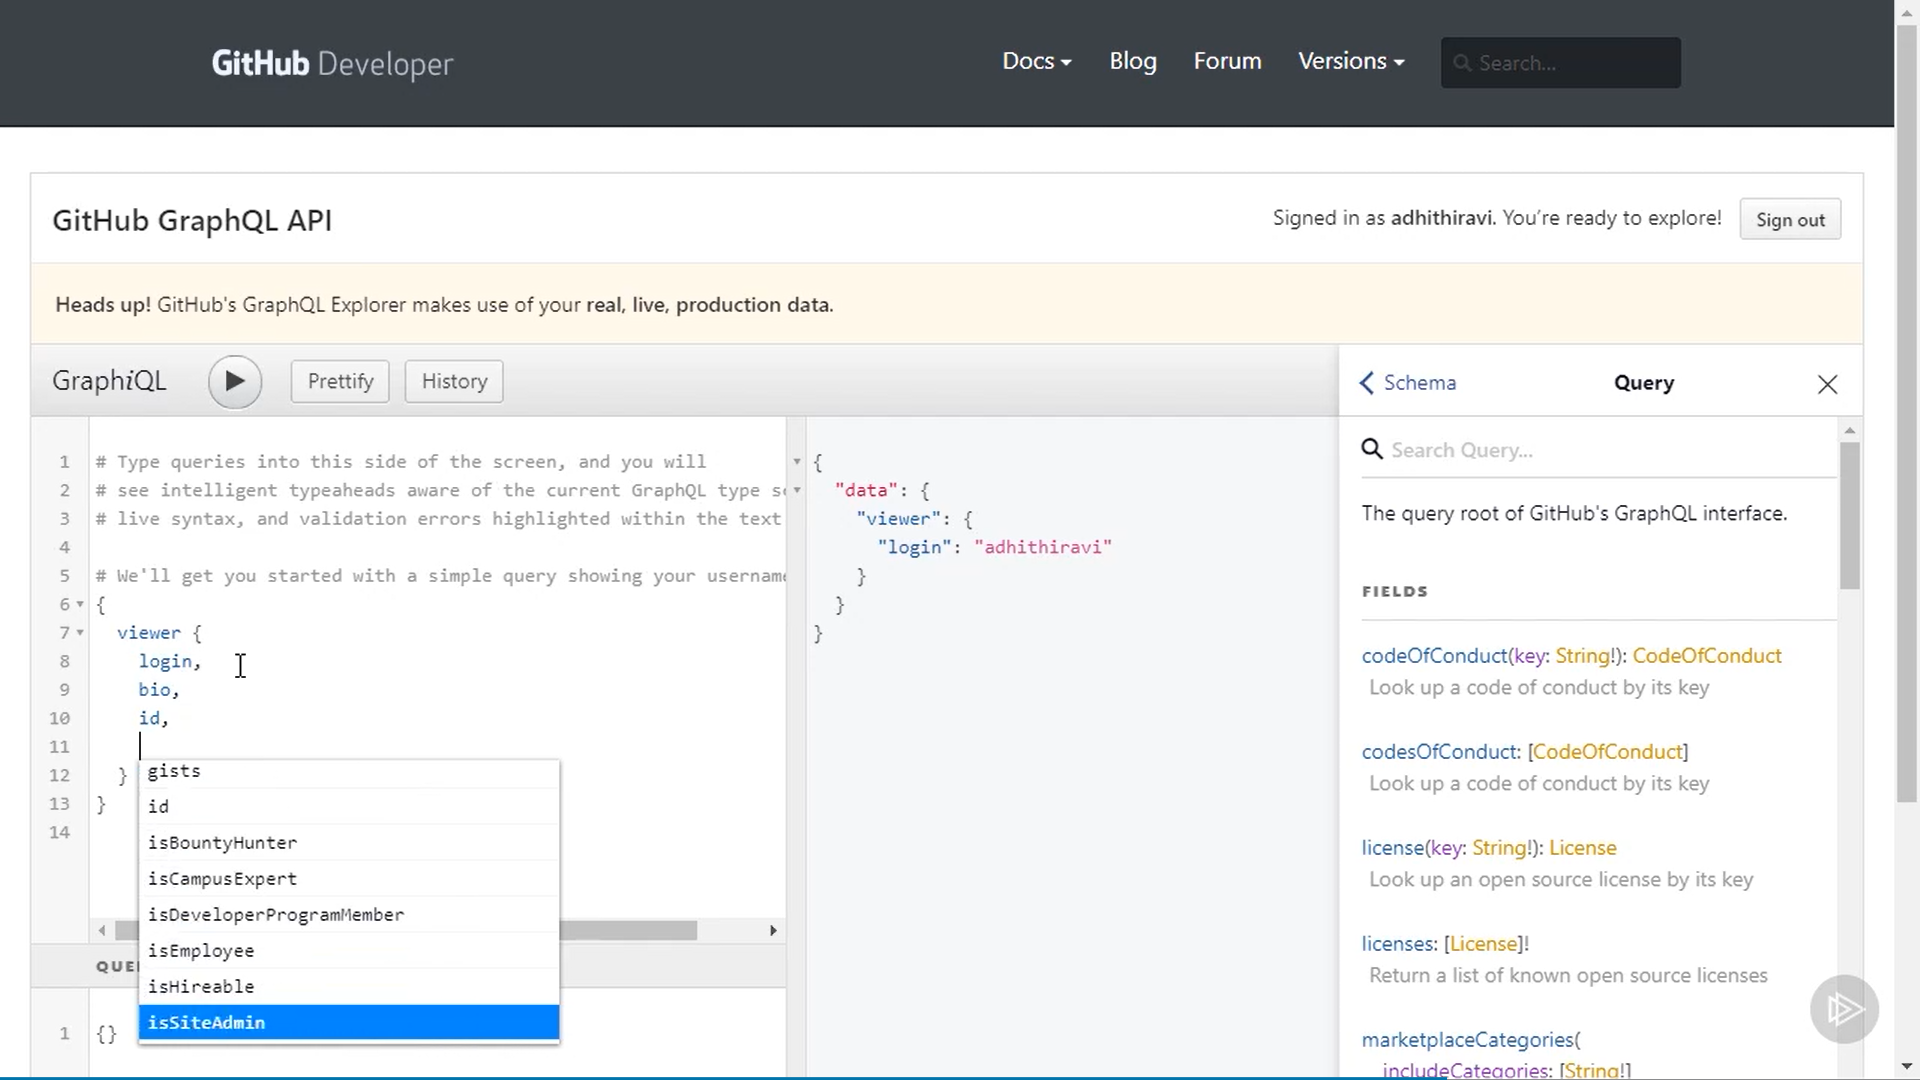 GitHub Developer
Docs
Blog
Forum
Versions
Search...
GitHub GraphQL API
Signed in as adhithiravi. You're ready to explore!
Sign out
Heads up! GitHub's GraphQL Explorer makes use of your real, live, production data.
GraphiQL
Prettify
History
Schema
Query
1 # Type queries into this side of the screen, and you will
2 # see intelligent typeaheads aware of the current GraphQL type s
3 # live syntax, and validation errors highlighted within the text
4
5 # We'll get you started with a simple query showing your username
6 {
7 viewer {
8 login,
9 bio,
10 id,
11
12 }
13 }
14
gists
id
isBountyHunter
isCampusExpert
isDeveloperProgramMember
isEmployee
isHireable
isSiteAdmin
QUE
1 {}
{
"data": {
"viewer": {
"login": "adhithiravi"
}
}
}
Search Query...
The query root of GitHub's GraphQL interface.
FIELDS
codeOfConduct(key: String!): CodeOfConduct
Look up a code of conduct by its key
codesOfConduct: [CodeOfConduct]
Look up a code of conduct by its key
license(key: String!): License
Look up an open source license by its key
licenses: [License]!
Return a list of known open source licenses
marketplaceCategories(
includeCategories: [String!]